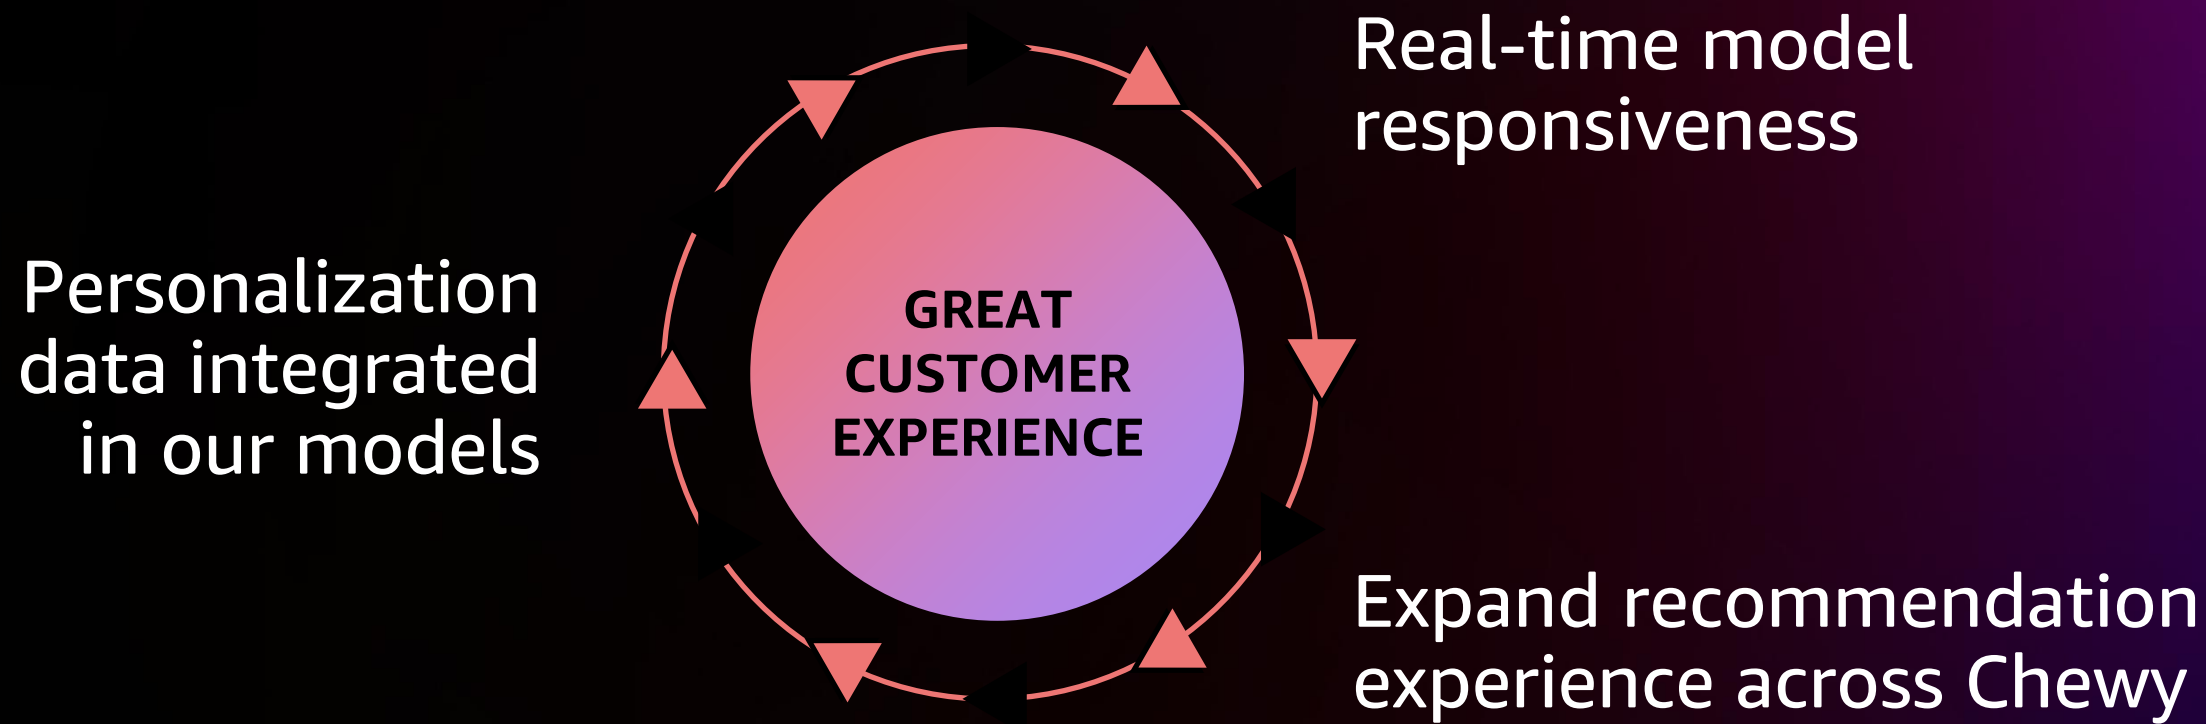 Real-time model
responsiveness
Personalization
data integrated
in our models
GREAT
CUSTOMER
EXPERIENCE
Expand recommendation
experience across Chewy